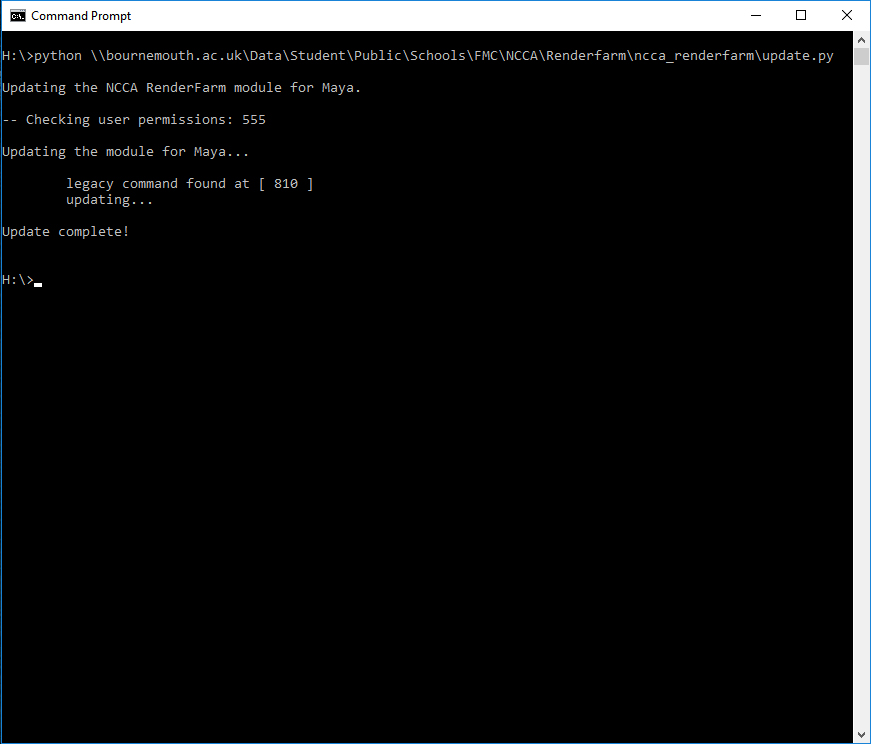 Command Prompt
H:\>python \\bournemouth.ac.uk\Data\Student\Public\Schools\FMC\NCCA\Renderfarm\ncca_renderfarm\update.py
Updating the NCCA RenderFarm module for Maya.
-- Checking user permissions: 555
Updating the module for Maya...
legacy command found at [ 810 ]
updating...
Update complete!
H:\>